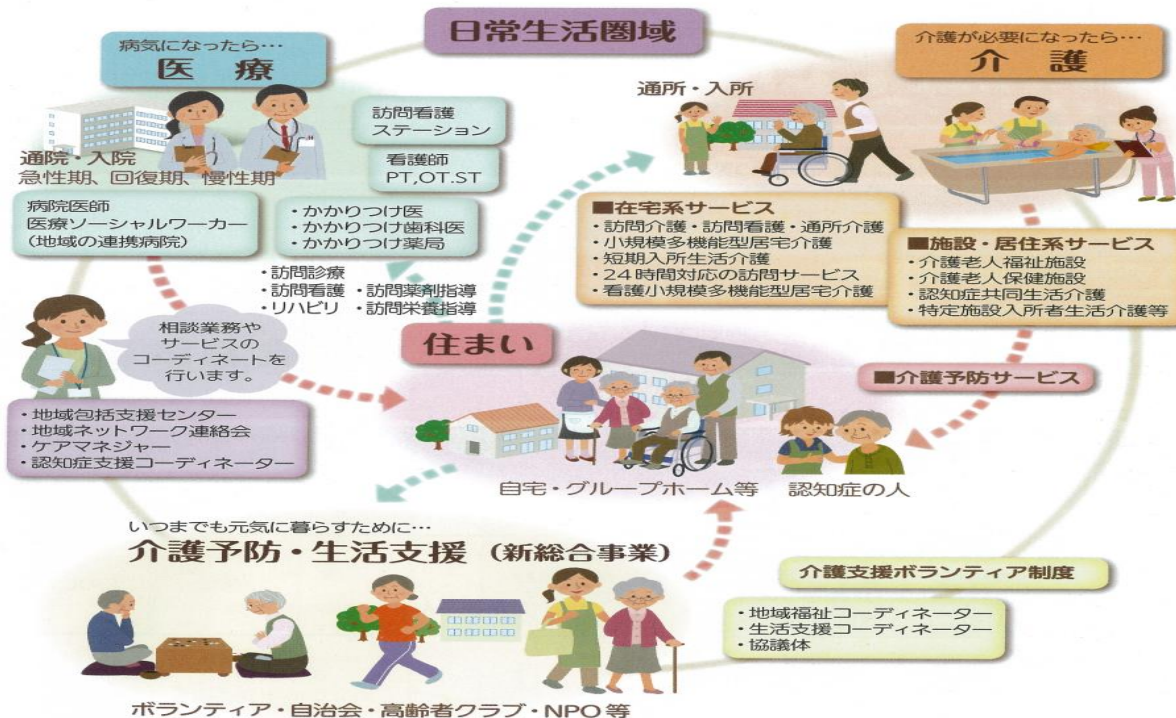 日常生活圏域
病気になったら…
医 療
訪問看護
ステーション
看護師
PT,OT.ST
通院・入院
急性期、回復期、慢性期
病院医師
医療ソーシャルワーカー
(地域の連携病院)
・かかりつけ医
・かかりつけ歯科医
・かかりつけ薬局
・訪問診療
・訪問看護 ・訪問薬剤指導
・リハビリ ・訪問栄養指導
介護が必要になったら…
介 護
通所・入所
■在宅系サービス
・訪問介護・訪問看護・通所介護
・小規模多機能型居宅介護
・短期入所生活介護
・24時間対応の訪問サービス
・看護小規模多機能型居宅介護
■施設・居住系サービス
・介護老人福祉施設
・介護老人保健施設
・認知症共同生活介護
・特定施設入所者生活介護等
相談業務や
サービスの
コーディネートを
行います。
・地域包括支援センター
・地域ネットワーク連絡会
・ケアマネジャー
・認知症支援コーディネーター
住まい
■介護予防サービス
自宅・グループホーム等
認知症の人
いつまでも元気に暮らすために…
介護予防・生活支援(新総合事業)
介護支援ボランティア制度
・地域福祉コーディネーター
・生活支援コーディネーター
・協議体
ボランティア・自治会・高齢者クラブ・NPO等